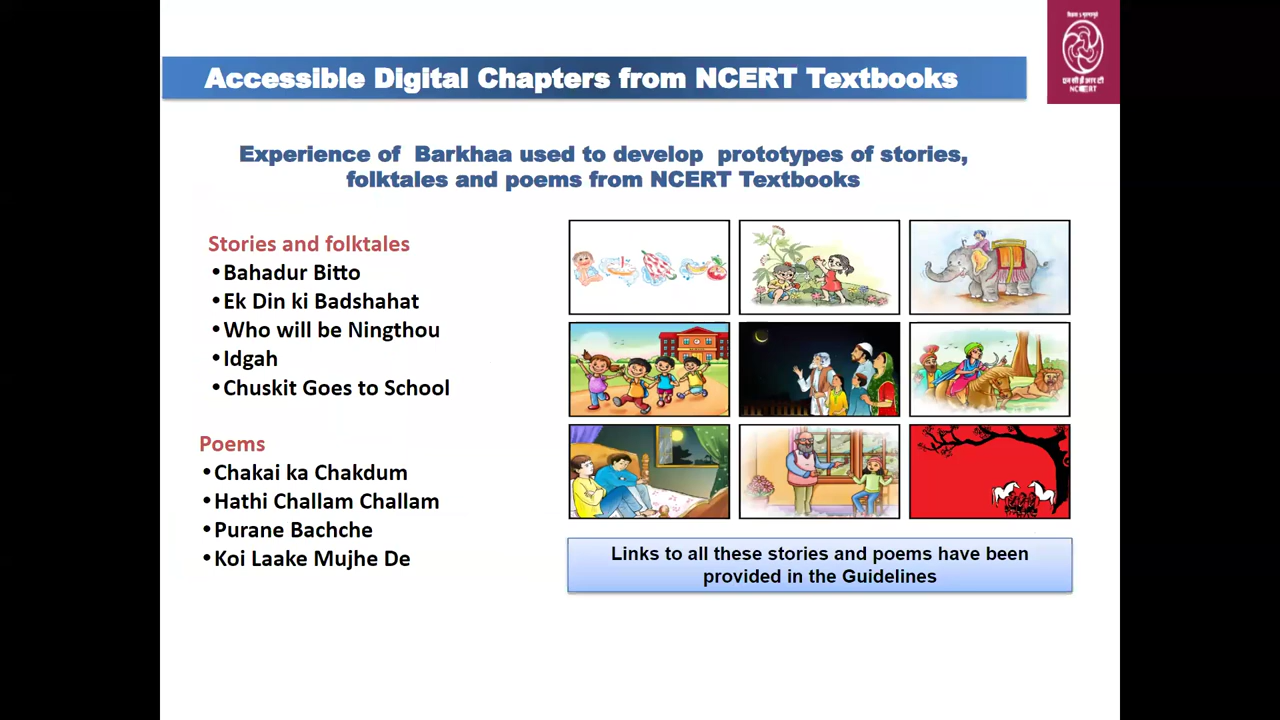 Accessible Digital Chapters from NCERT Textbooks
एन सी ई आर टी
NCERT
Experience of Barkhaa used to develop prototypes of stories,
folktales and poems from NCERT Textbooks
Stories and folktales
•Bahadur Bitto
•Ek Din ki Badshahat
•Who will be Ningthou
•Idgah
•Chuskit Goes to School
Poems
•Chakai ka Chakdum
•Hathi Challam Challam
•Purane Bachche
•Koi Laake Mujhe De
Links to all these stories and poems have been
provided in the Guidelines